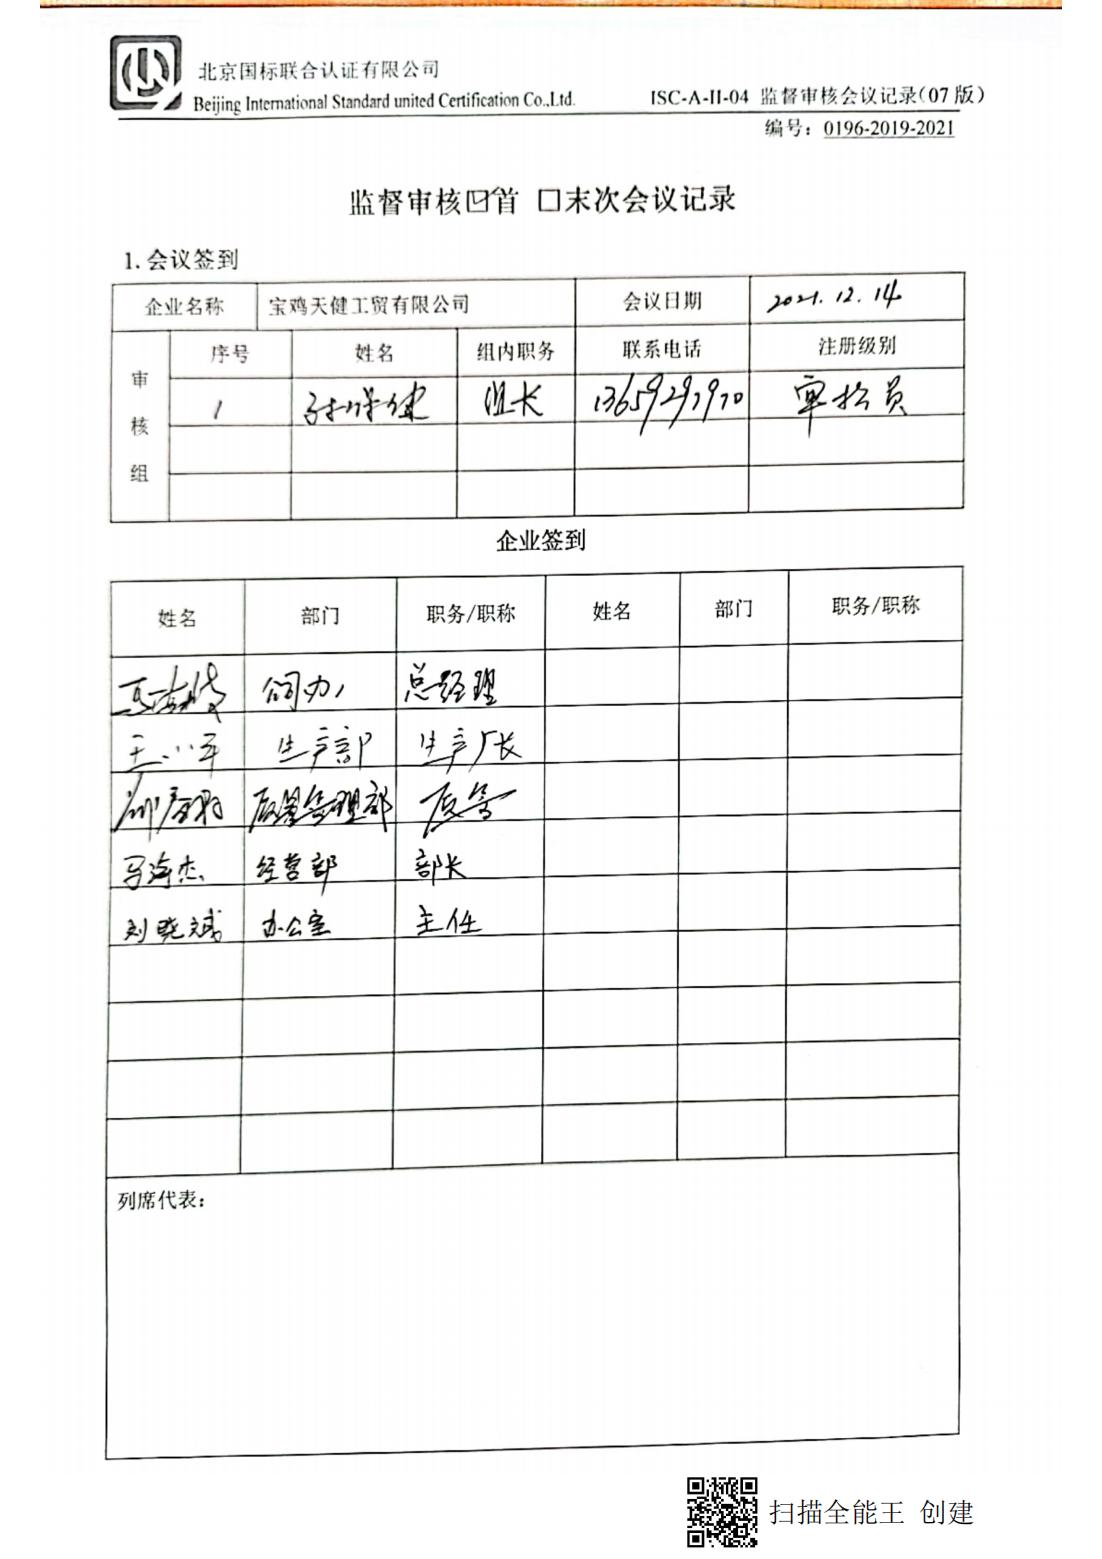 北京国标联合认证有限公司
Beijing International Standard united Certification Co.,Ltd.
ISC-A-II-04 监督审核会议记录(07版)
编号：0196-2019-2021
监督审核☑首 □末次会议记录
1.会议签到
企业名称 宝鸡天健工贸有限公司 会议日期 2021.12.14
审核组 序号 姓名 组内职务 联系电话 注册级别
1 组长 审核员
企业签到
姓名 部门 职务/职称 姓名 部门 职务/职称
总经理
王小军 生产部 生产厂长
质量管理部
马海杰 经营部 部长
刘晓斌 办公室 主任
列席代表：
扫描全能王 创建